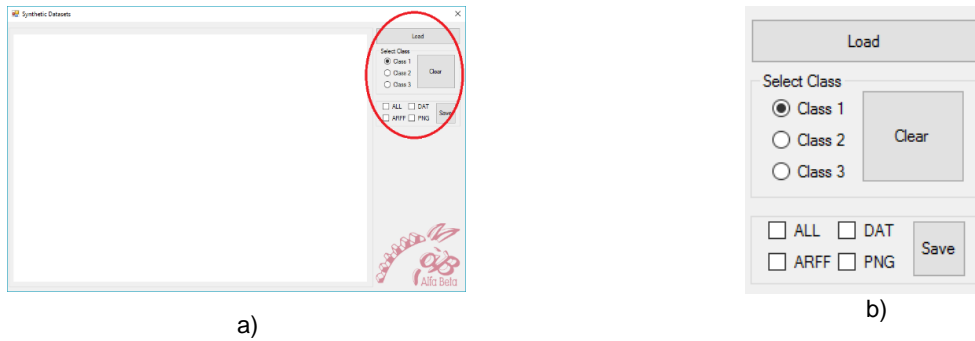 Synthetic Datasets
Load
Select Class
Class 1
Class 2
Clear
Class 3
ALL DAT
Save
ARFF PNG
Alfa Beta
a)
Load
Select Class
Class 1
Class 2
Clear
Class 3
ALL DAT
Save
ARFF PNG
b)